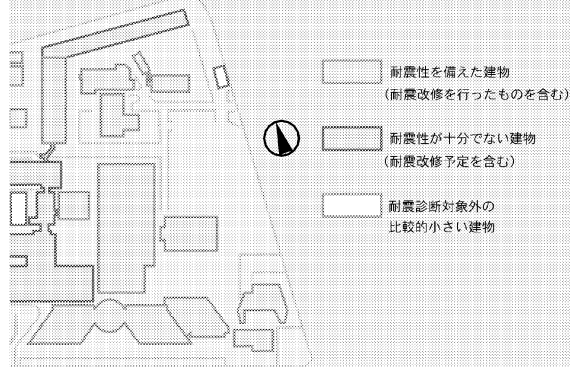 耐震性を備えた建物
(耐震改修を行ったものを含む)
耐震性が十分でない建物
(耐震改修予定を含む)
耐震診断対象外の
比較的小さい建物